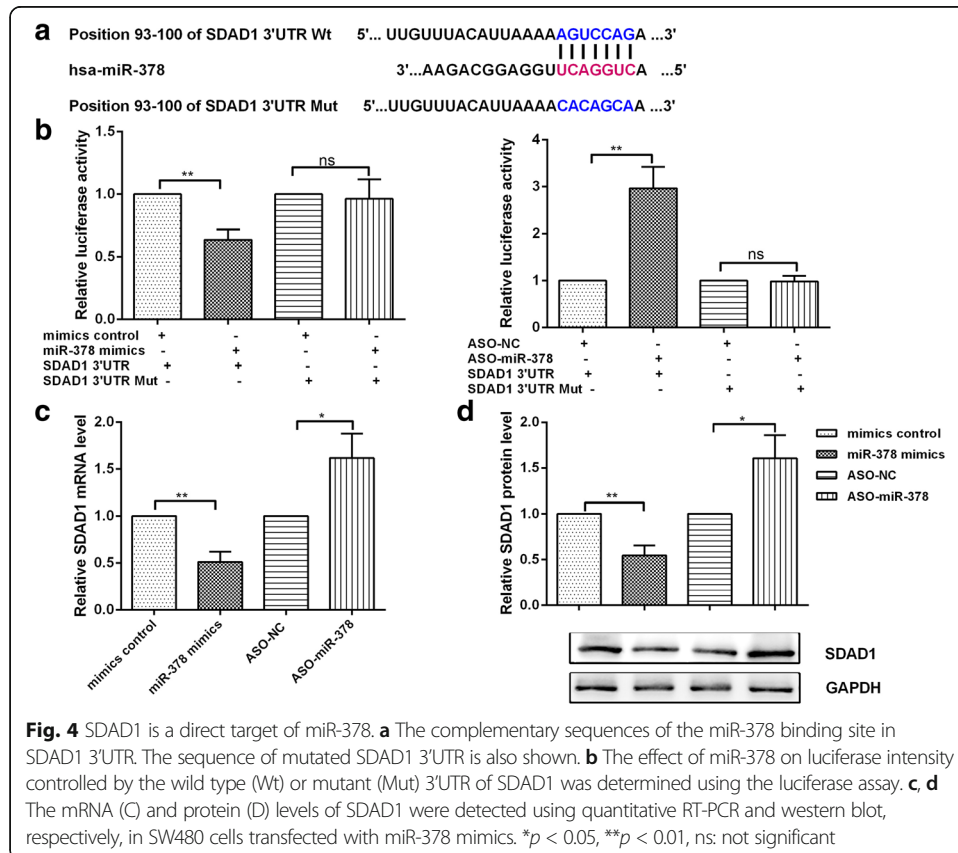 a
Position 93-100 of SDAD1 3'UTR Wt 5'... UUGUUUACAUUAAAAAGUCCAGA ...3'
hsa-miR-378 3'...AAGACGGAGGUUCAGGUCA ...5'
Position 93-100 of SDAD1 3'UTR Mut 5'...UUGUUUACAUUAAAACACAGCAA ...3'
b
Relative luciferase activity
1.5
1.0
0.5
0.0
**
ns
mimics control + - + -
miR-378 mimics - + - +
SDAD1 3'UTR + + - -
SDAD1 3'UTR Mut - - + +
Relative luciferase activity
4
3
2
1
0
**
ns
ASO-NC + - + -
ASO-miR-378 - + - +
SDAD1 3'UTR + + - -
SDAD1 3'UTR Mut - - + +
c
Relative SDAD1 mRNA level
2.0
1.5
1.0
0.5
0.0
**
*
mimics control
miR-378 mimics
ASO-NC
ASO-miR-378
d
Relative SDAD1 protein level
2.0
1.5
1.0
0.5
0.0
**
*
mimics control
miR-378 mimics
ASO-NC
ASO-miR-378
SDAD1
GAPDH
Fig. 4 SDAD1 is a direct target of miR-378. a The complementary sequences of the miR-378 binding site in
SDAD1 3'UTR. The sequence of mutated SDAD1 3'UTR is also shown. b The effect of miR-378 on luciferase intensity
controlled by the wild type (Wt) or mutant (Mut) 3'UTR of SDAD1 was determined using the luciferase assay. c, d
The mRNA (C) and protein (D) levels of SDAD1 were detected using quantitative RT-PCR and western blot,
respectively, in SW480 cells transfected with miR-378 mimics. *p < 0.05, **p < 0.01, ns: not significant